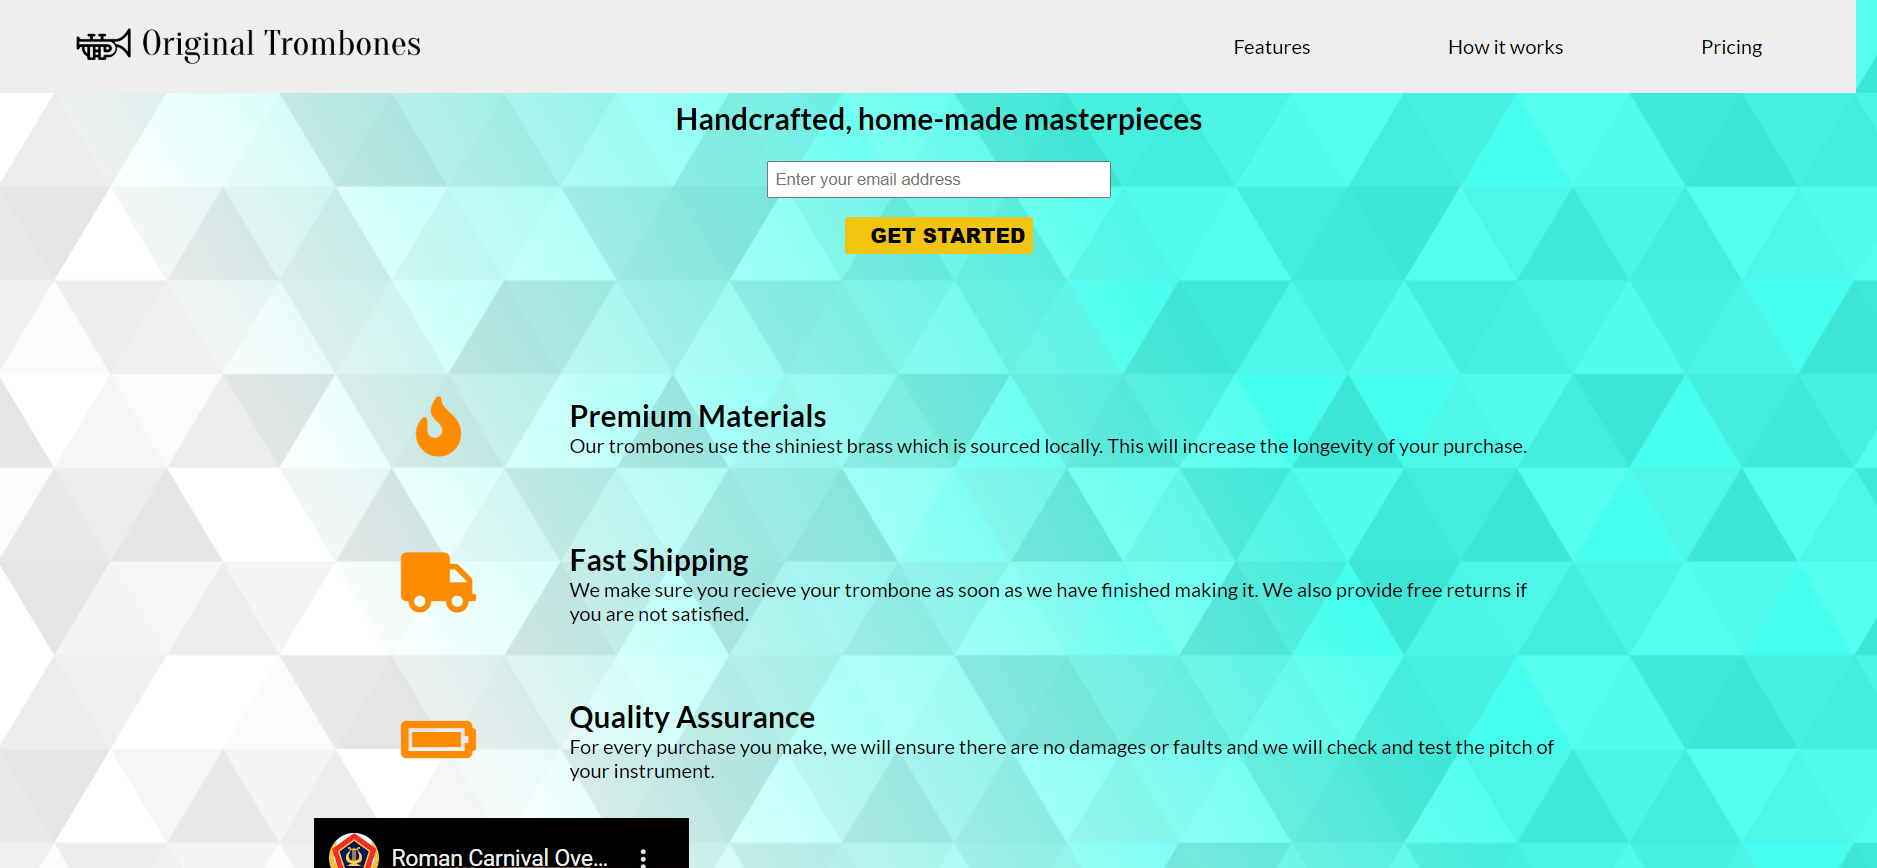 Original Trombones
Features
How it works
Pricing
Handcrafted, home-made masterpieces
Enter your email address
GET STARTED
Premium Materials
Our trombones use the shiniest brass which is sourced locally. This will increase the longevity of your purchase.
Fast Shipping
We make sure you recieve your trombone as soon as we have finished making it. We also provide free returns if
you are not satisfied.
Quality Assurance
For every purchase you make, we will ensure there are no damages or faults and we will check and test the pitch of
your instrument.
Roman Carnival Ove...